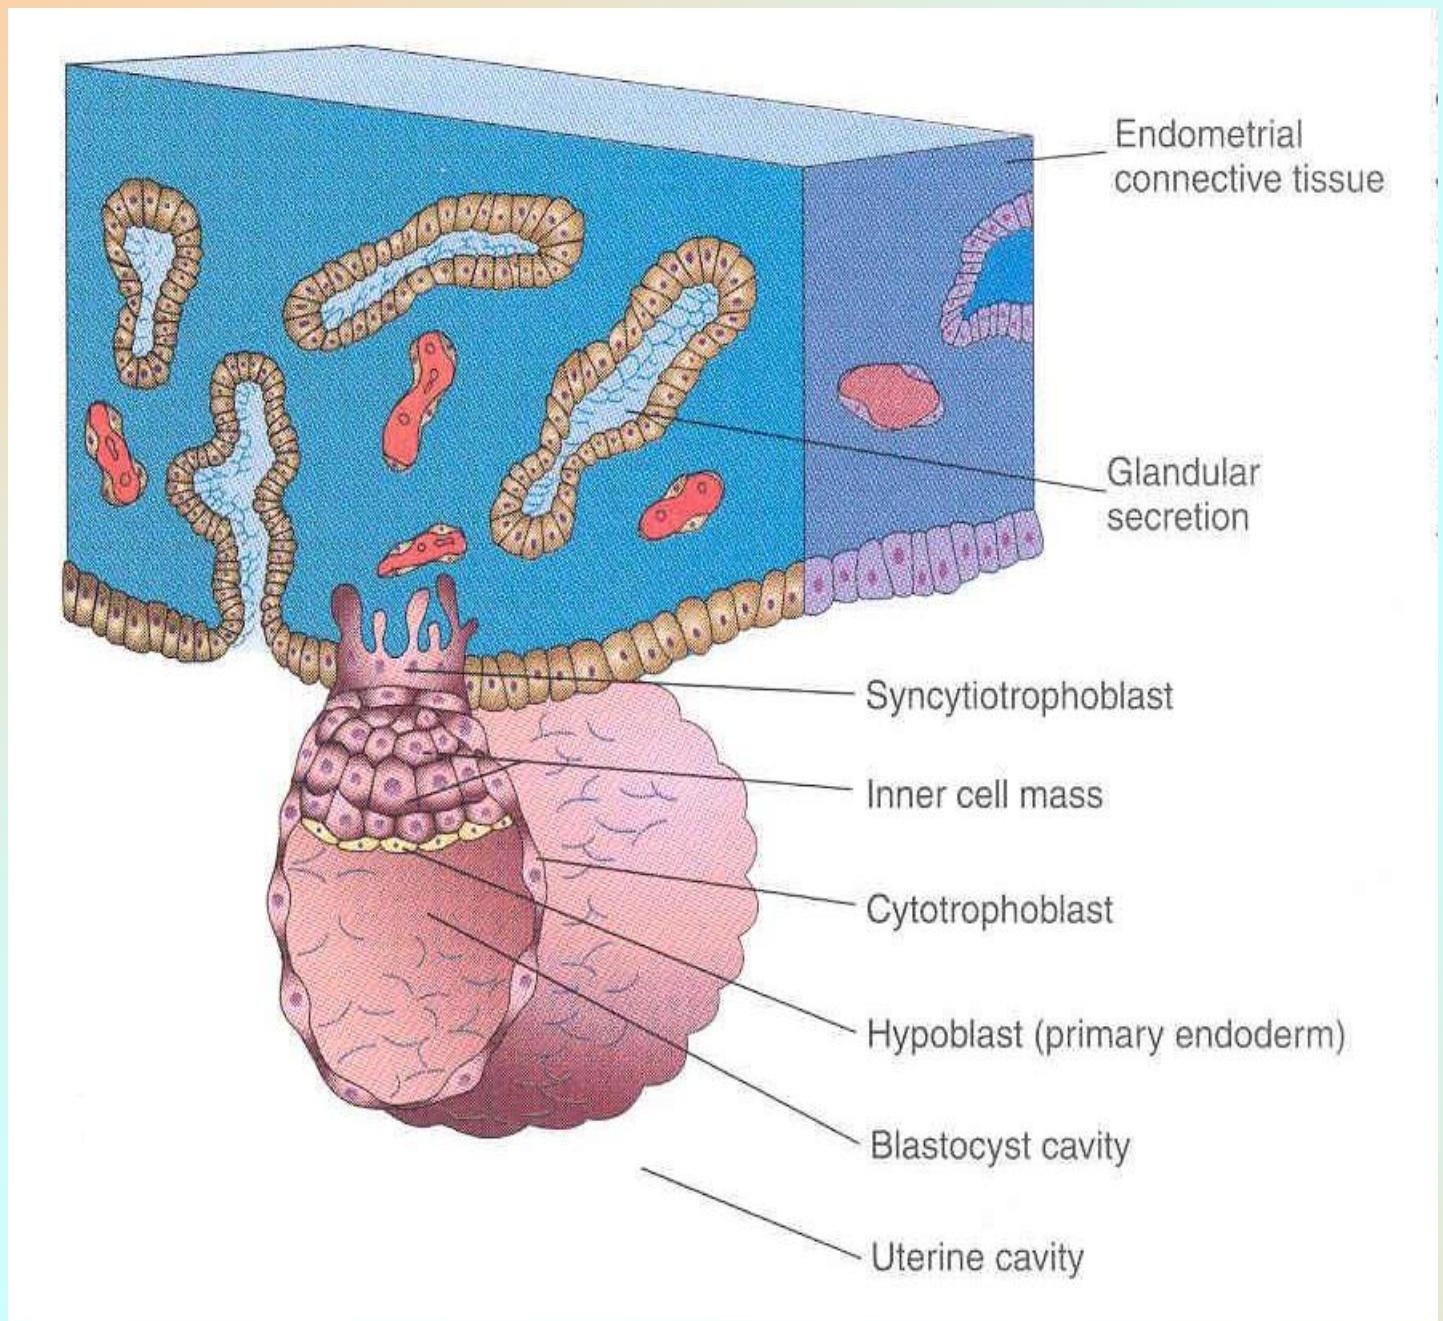 Endometrial
connective tissue
Glandular
secretion
Syncytiotrophoblast
Inner cell mass
Cytotrophoblast
Hypoblast (primary endoderm)
Blastocyst cavity
Uterine cavity